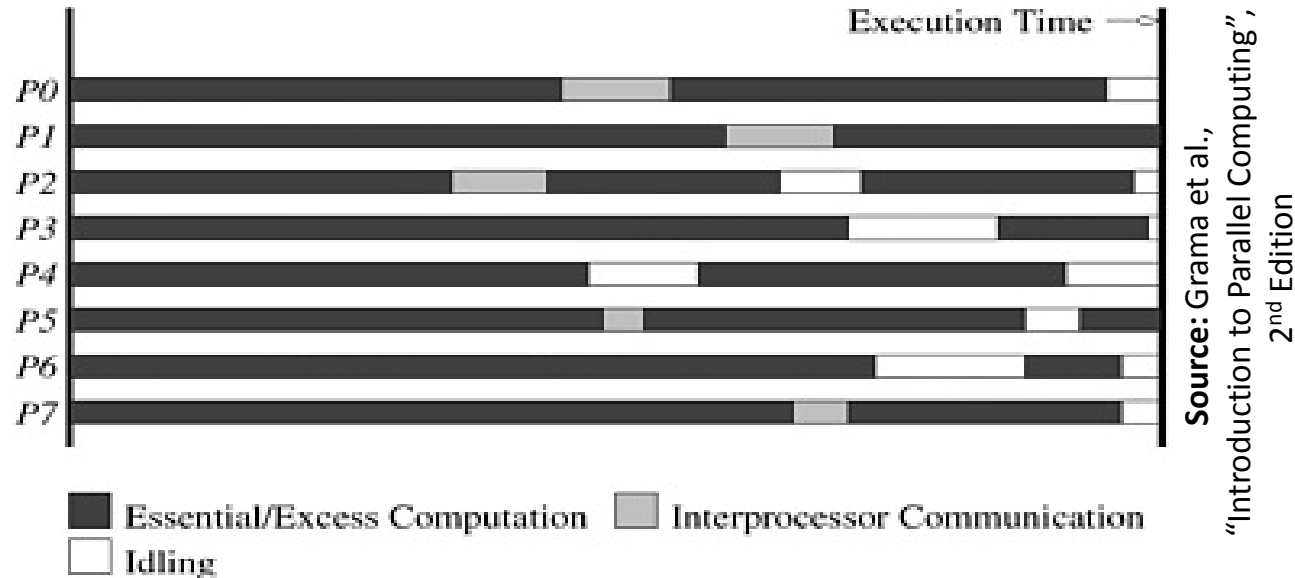 Execution Time
P0
P1
P2
P3
P4
P5
P6
P7
Essential/Excess Computation
Interprocessor Communication
Idling
Source: Grama et al.,
“Introduction to Parallel Computing”,
2nd Edition